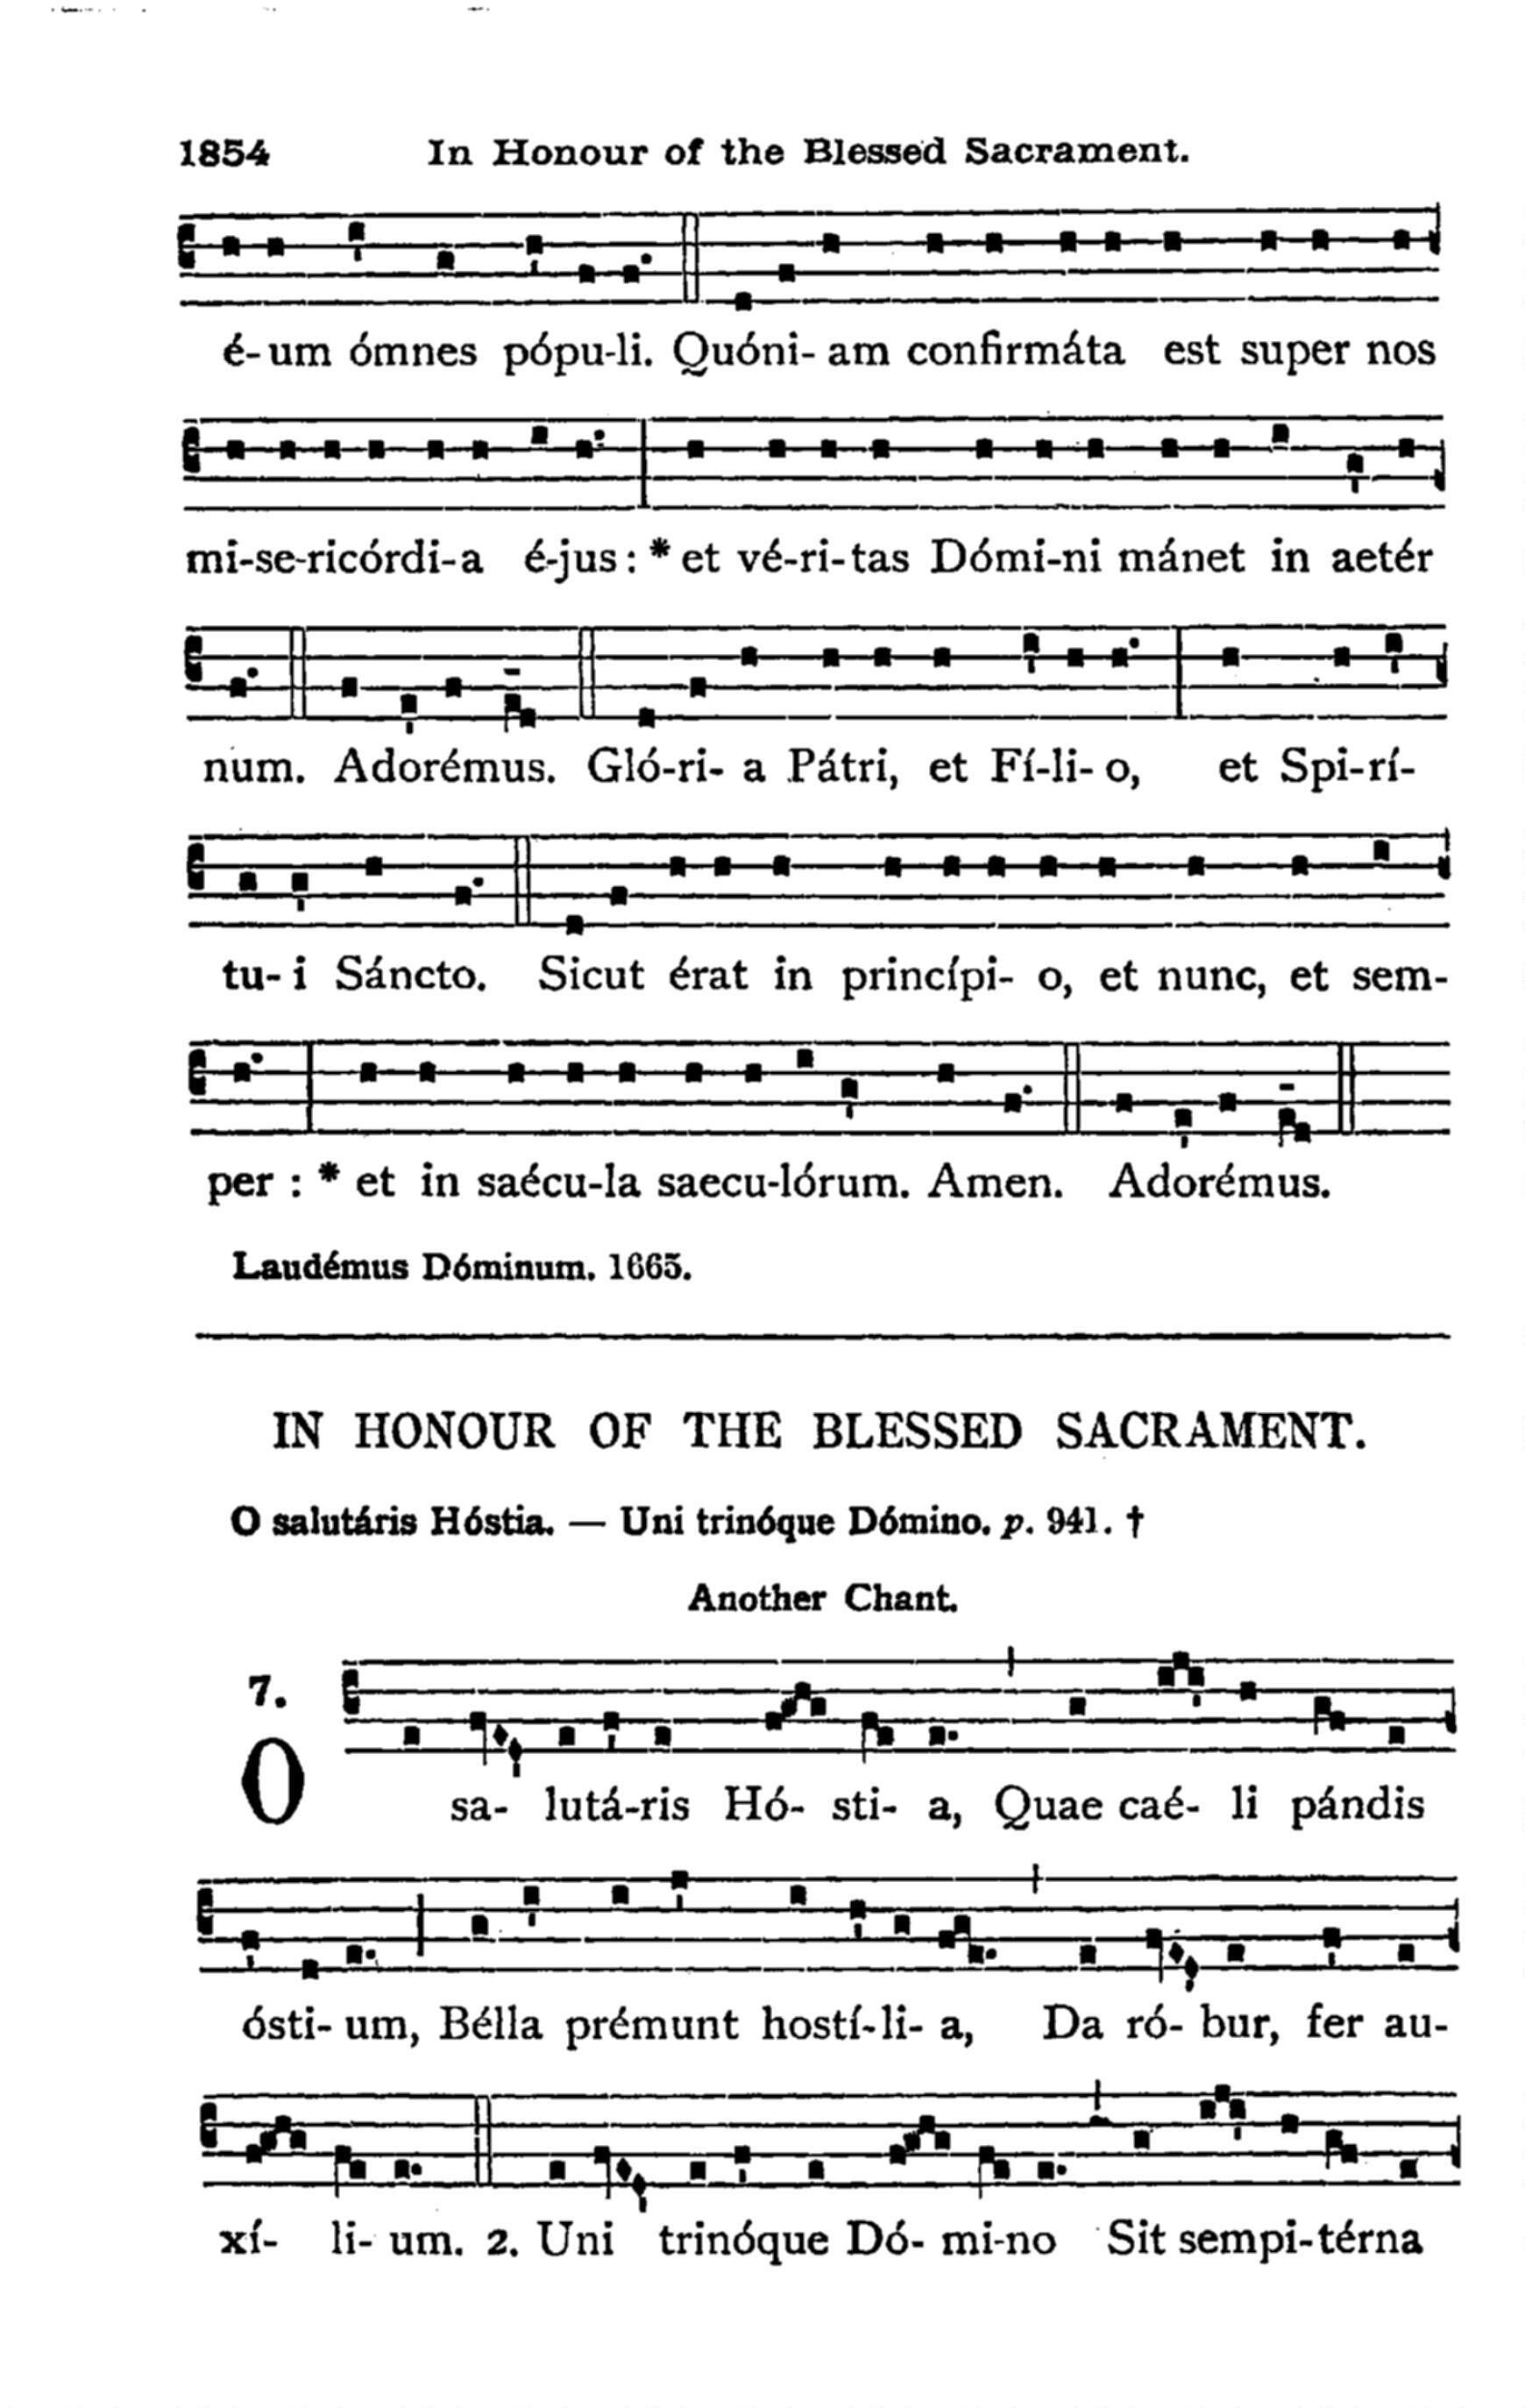 1854 In Honour of the Blessed Sacrament.
é-um ómnes pópu-li. Quóni-am confirmáta est super nos
mi-se-ricórdi-a é-jus : * et vé-ri-tas Dómi-ni mánet in aetér
num. Adorémus. Gló-ri-a Pátri, et Fí-li-o, et Spi-rí-
tu-i Sáncto. Sicut érat in princípi-o, et nunc, et sem-
per : * et in saécu-la saecu-lórum. Amen. Adorémus.
Laudémus Dóminum. 1665.
IN HONOUR OF THE BLESSED SACRAMENT.
O salutáris Hóstia. — Uni trinóque Dómino. p. 941. †
Another Chant.
7.
O sa-lutá-ris Hó-sti-a, Quae caé-li pándis
ósti-um, Bélla prémunt hostí-li-a, Da ró-bur, fer au-
xí-li-um. 2. Uni trinóque Dó-mi-no Sit sempi-térna